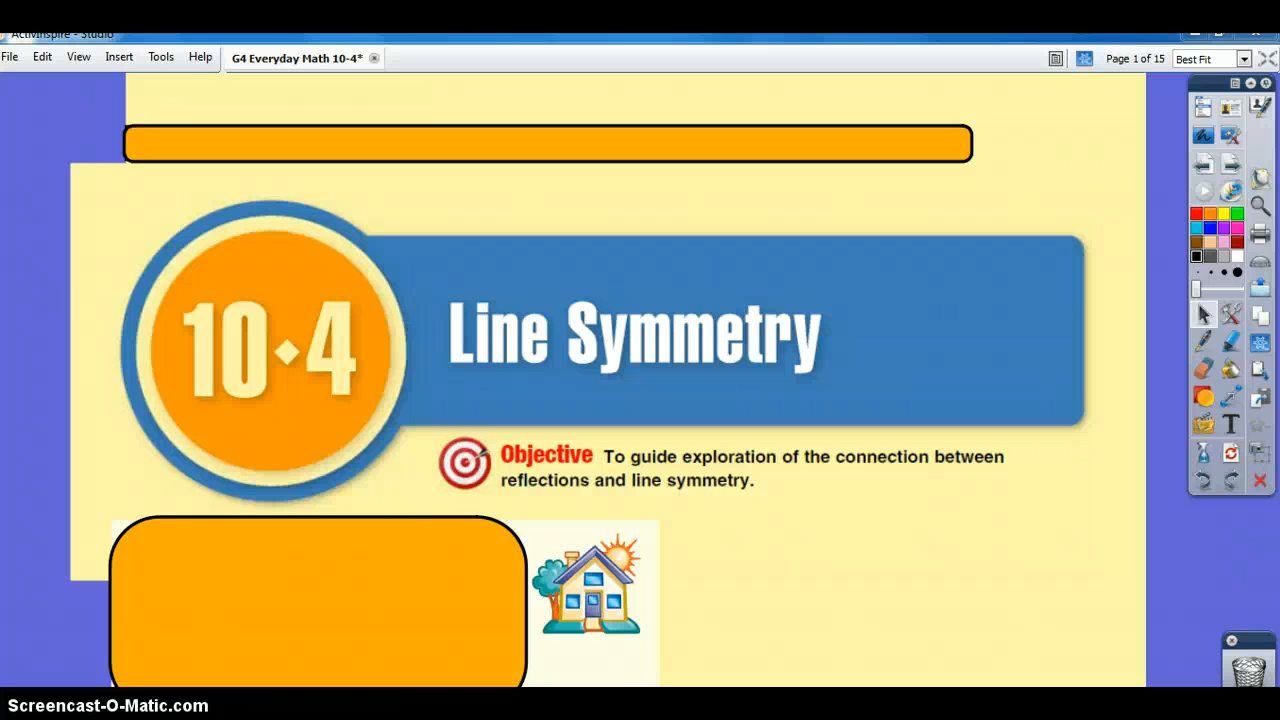 ActivInspire - Studio
File Edit View Insert Tools Help G4 Everyday Math 10-4* Page 1 of 15 Best Fit
10•4 Line Symmetry
Objective To guide exploration of the connection between
reflections and line symmetry.
T
Screencast-O-Matic.com